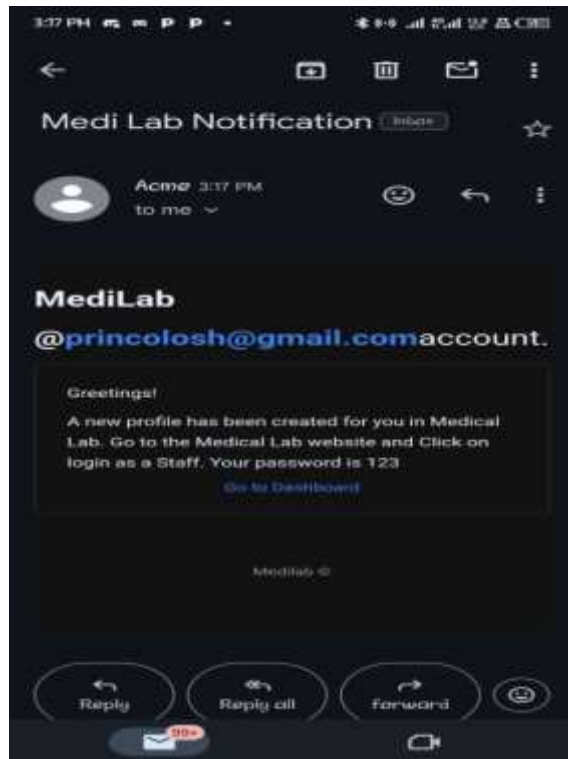 3:17 PM
Medi Lab Notification Inbox
Acme 3:17 PM
to me
MediLab
@princolosh@gmail.comaccount.
Greetings!
A new profile has been created for you in Medical
Lab. Go to the Medical Lab website and Click on
login as a Staff. Your password is 123
Go to Dashboard
Medilab ©
Reply
Reply all
Forward
99+